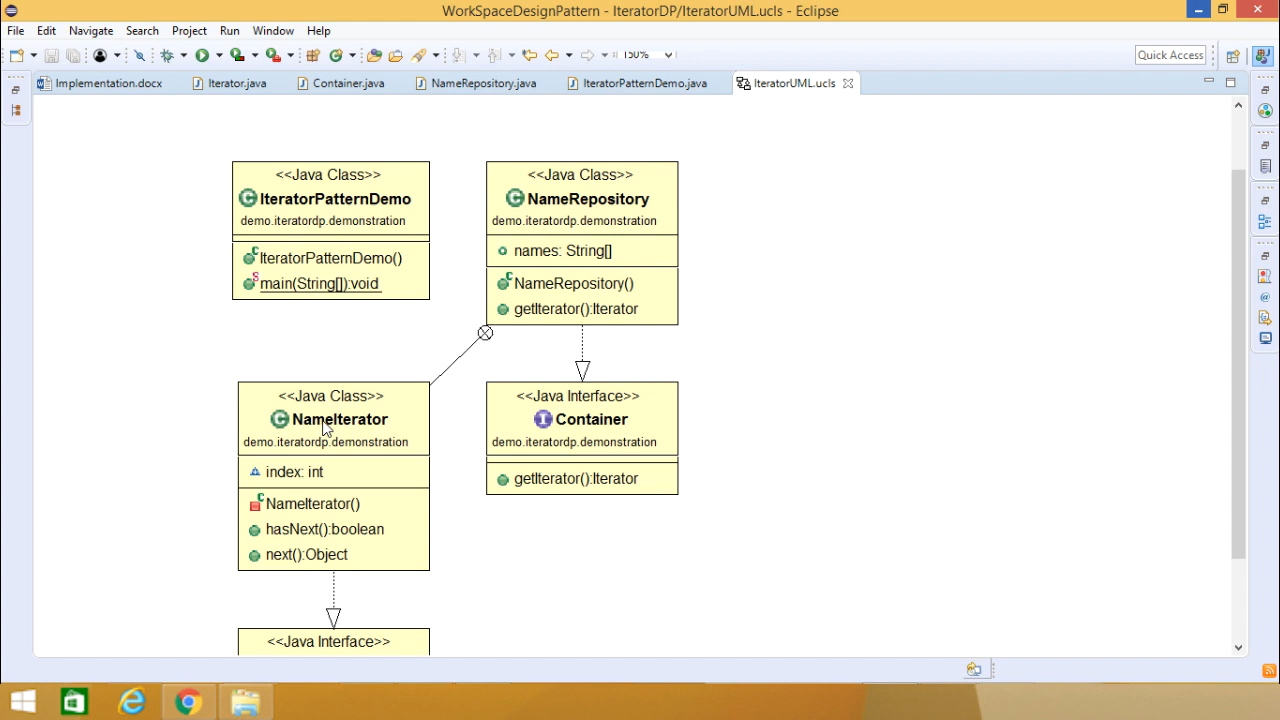 WorkSpaceDesignPattern - IteratorDP/IteratorUML.ucls - Eclipse
File Edit Navigate Search Project Run Window Help
150% Quick Access
Implementation.docx Iterator.java Container.java NameRepository.java IteratorPatternDemo.java IteratorUML.ucls
<<Java Class>>
IteratorPatternDemo
demo.iteratordp.demonstration
IteratorPatternDemo()
main(String[]):void
<<Java Class>>
NameRepository
demo.iteratordp.demonstration
names: String[]
NameRepository()
getIterator():Iterator
<<Java Class>>
NameIterator
demo.iteratordp.demonstration
index: int
NameIterator()
hasNext():boolean
next():Object
<<Java Interface>>
Container
demo.iteratordp.demonstration
getIterator():Iterator
<<Java Interface>>